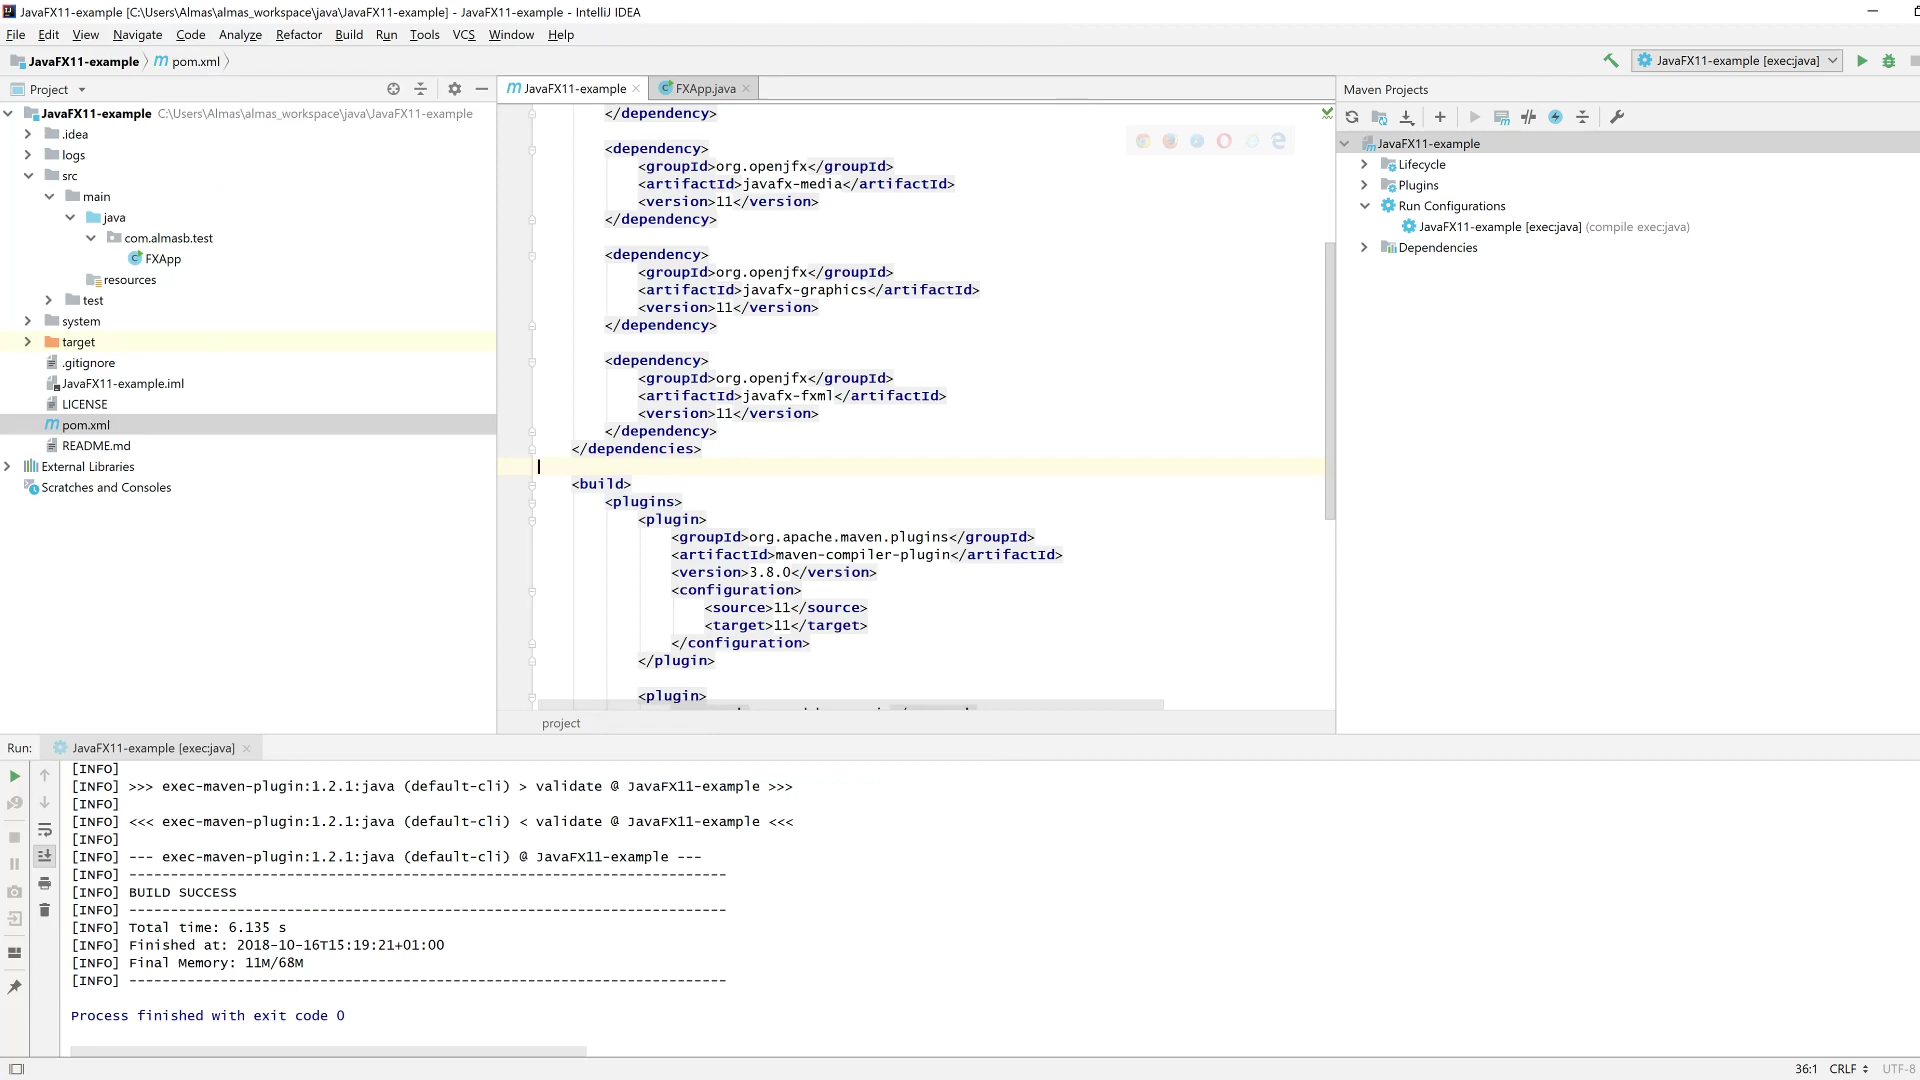 JavaFX11-example [C:\Users\Almas\almas_workspace\java\JavaFX11-example] - JavaFX11-example - IntelliJ IDEA
File Edit View Navigate Code Analyze Refactor Build Run Tools VCS Window Help
JavaFX11-example pom.xml
JavaFX11-example [exec:java]
Project
JavaFX11-example C:\Users\Almas\almas_workspace\java\JavaFX11-example
.idea
logs
src
main
java
com.almasb.test
FXApp
resources
test
system
target
.gitignore
JavaFX11-example.iml
LICENSE
pom.xml
README.md
External Libraries
Scratches and Consoles
JavaFX11-example FXApp.java
</dependency>
<dependency>
<groupId>org.openjfx</groupId>
<artifactId>javafx-media</artifactId>
<version>11</version>
</dependency>
<dependency>
<groupId>org.openjfx</groupId>
<artifactId>javafx-graphics</artifactId>
<version>11</version>
</dependency>
<dependency>
<groupId>org.openjfx</groupId>
<artifactId>javafx-fxml</artifactId>
<version>11</version>
</dependency>
</dependencies>
<build>
<plugins>
<plugin>
<groupId>org.apache.maven.plugins</groupId>
<artifactId>maven-compiler-plugin</artifactId>
<version>3.8.0</version>
<configuration>
<source>11</source>
<target>11</target>
</configuration>
</plugin>
<plugin>
project
Maven Projects
JavaFX11-example
Lifecycle
Plugins
Run Configurations
JavaFX11-example [exec:java] (compile exec:java)
Dependencies
Run: JavaFX11-example [exec:java]
[INFO]
[INFO] >>> exec-maven-plugin:1.2.1:java (default-cli) > validate @ JavaFX11-example >>>
[INFO]
[INFO] <<< exec-maven-plugin:1.2.1:java (default-cli) < validate @ JavaFX11-example <<<
[INFO]
[INFO] --- exec-maven-plugin:1.2.1:java (default-cli) @ JavaFX11-example ---
[INFO] ------------------------------------------------------------------------
[INFO] BUILD SUCCESS
[INFO] ------------------------------------------------------------------------
[INFO] Total time: 6.135 s
[INFO] Finished at: 2018-10-16T15:19:21+01:00
[INFO] Final Memory: 11M/68M
[INFO] ------------------------------------------------------------------------
Process finished with exit code 0
36:1 CRLF UTF-8